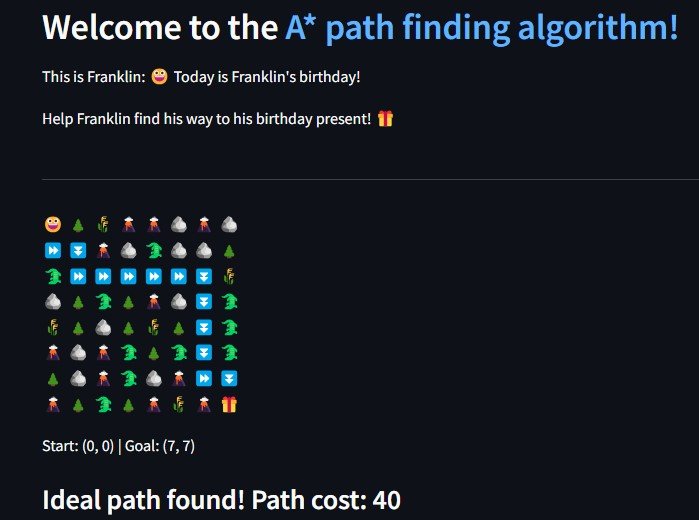 Welcome to the A* path finding algorithm!
This is Franklin: 😀 Today is Franklin's birthday!
Help Franklin find his way to his birthday present! 🎁
Start: (0, 0) | Goal: (7, 7)
Ideal path found! Path cost: 40